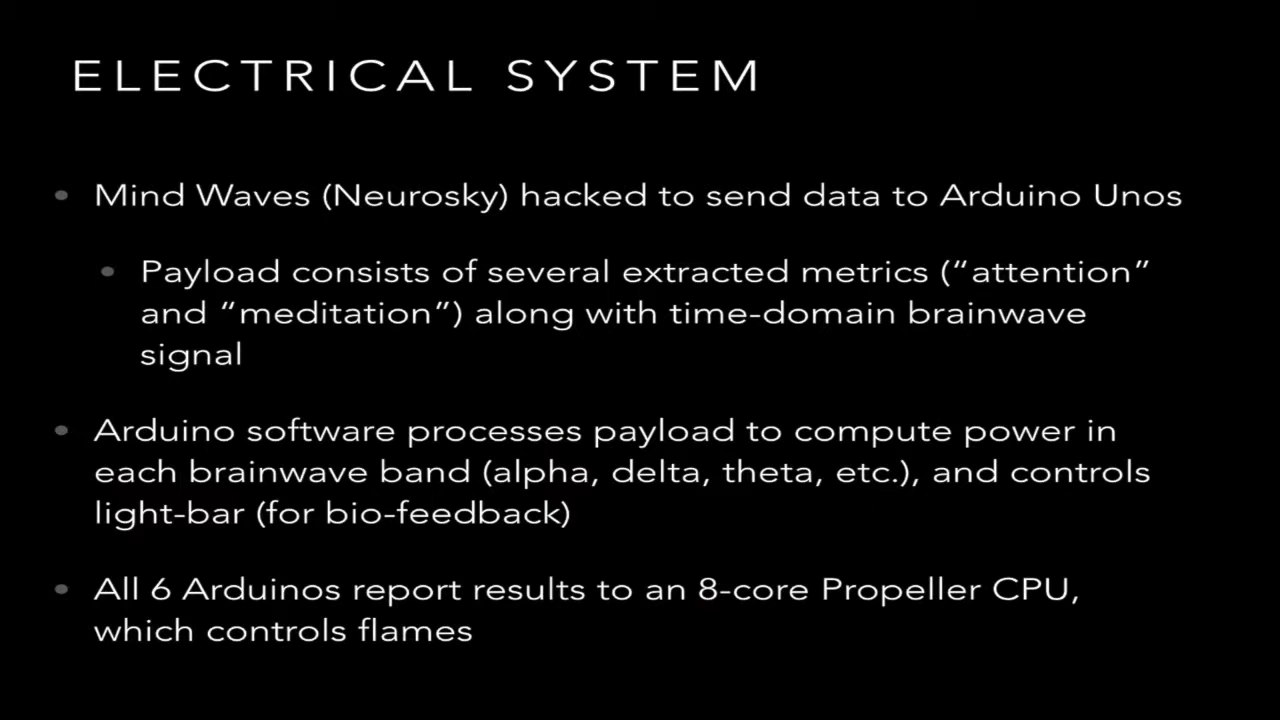 ELECTRICAL SYSTEM
• Mind Waves (Neurosky) hacked to send data to Arduino Unos
• Payload consists of several extracted metrics (“attention”
and “meditation”) along with time-domain brainwave
signal
• Arduino software processes payload to compute power in
each brainwave band (alpha, delta, theta, etc.), and controls
light-bar (for bio-feedback)
• All 6 Arduinos report results to an 8-core Propeller CPU,
which controls flames